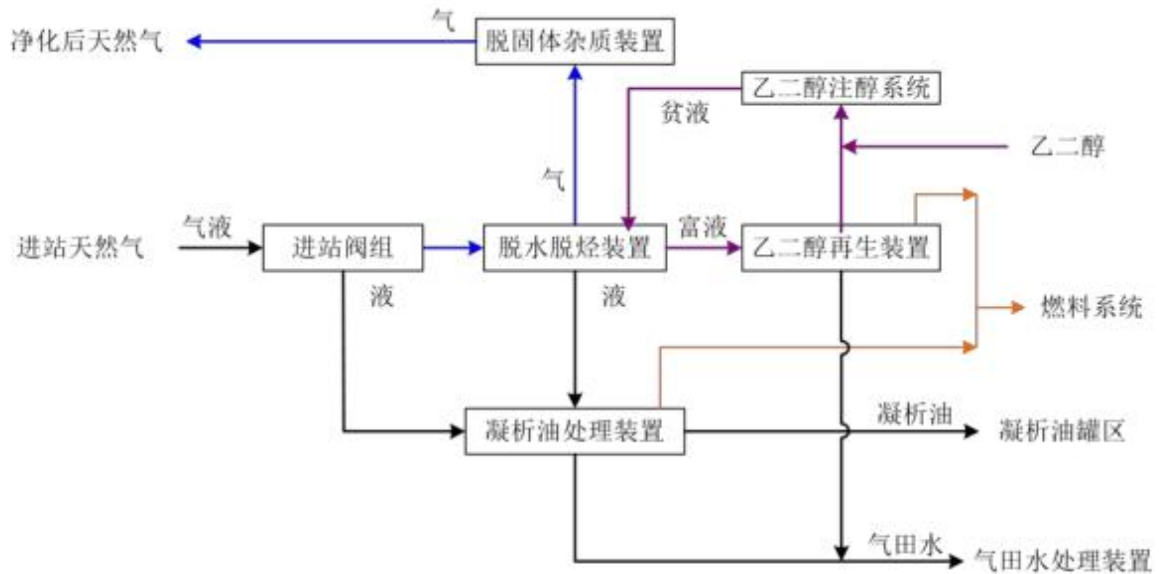 气
净化后天然气
脱固体杂质装置
乙二醇注醇系统
贫液
乙二醇
气
气液
富液
进站天然气
进站阀组
脱水脱烃装置
乙二醇再生装置
液
液
燃料系统
凝析油
凝析油处理装置
凝析油罐区
气田水
气田水处理装置